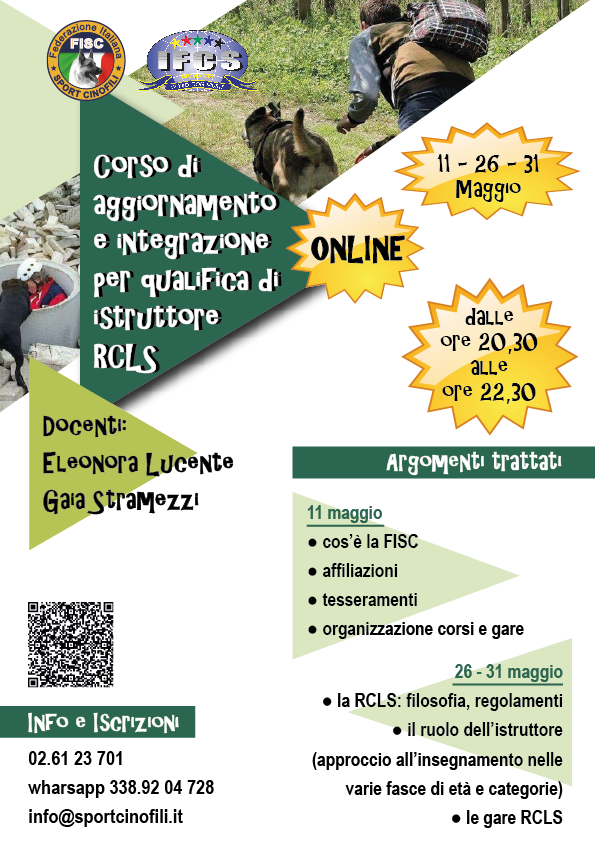 Federazione Italiana
FISC
SPORT CINOFILI
IFCS
Corso di
aggiornamento
e integrazione
per qualifica di
istruttore
RCLS
ONLINE
11 - 26 - 31
Maggio
dalle
ore 20,30
alle
ore 22,30
Docenti:
Eleonora Lucente
Gaia Stramezzi
Argomenti trattati
11 maggio
● cos’è la FISC
● affiliazioni
● tesseramenti
● organizzazione corsi e gare
26 - 31 maggio
● la RCLS: filosofia, regolamenti
● il ruolo dell’istruttore
(approccio all’insegnamento nelle
varie fasce di età e categorie)
● le gare RCLS
Info e Iscrizioni
02.61 23 701
wharsapp 338.92 04 728
info@sportcinofili.it